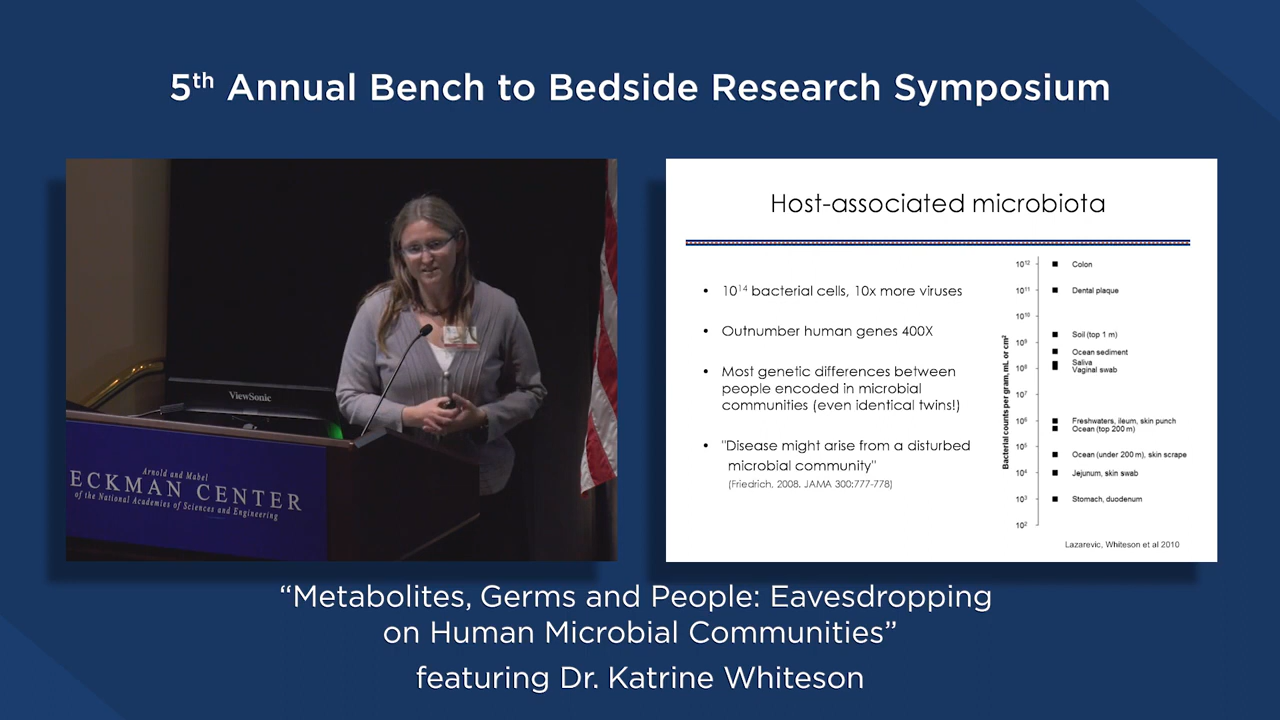 5th Annual Bench to Bedside Research Symposium
ViewSonic
Arnold and Mabel
ECKMAN CENTER
of the National Academies of Sciences and Engineering
Host-associated microbiota
• 10¹⁴ bacterial cells, 10x more viruses
• Outnumber human genes 400X
• Most genetic differences between
people encoded in microbial
communities (even identical twins!)
• "Disease might arise from a disturbed
microbial community"
(Friedrich, 2008, JAMA 300:777-778)
Bacterial counts per gram, mL or cm²
10¹² Colon
10¹¹ Dental plaque
10¹⁰
Soil (top 1 m)
10⁹
Ocean sediment
Saliva
10⁸ Vaginal swab
10⁷
10⁶ Freshwaters, ileum, skin punch
Ocean (top 200 m)
10⁵
Ocean (under 200 m), skin scrape
10⁴ Jejunum, skin swab
10³ Stomach, duodenum
10²
Lazarevic, Whiteson et al 2010
“Metabolites, Germs and People: Eavesdropping
on Human Microbial Communities”
featuring Dr. Katrine Whiteson